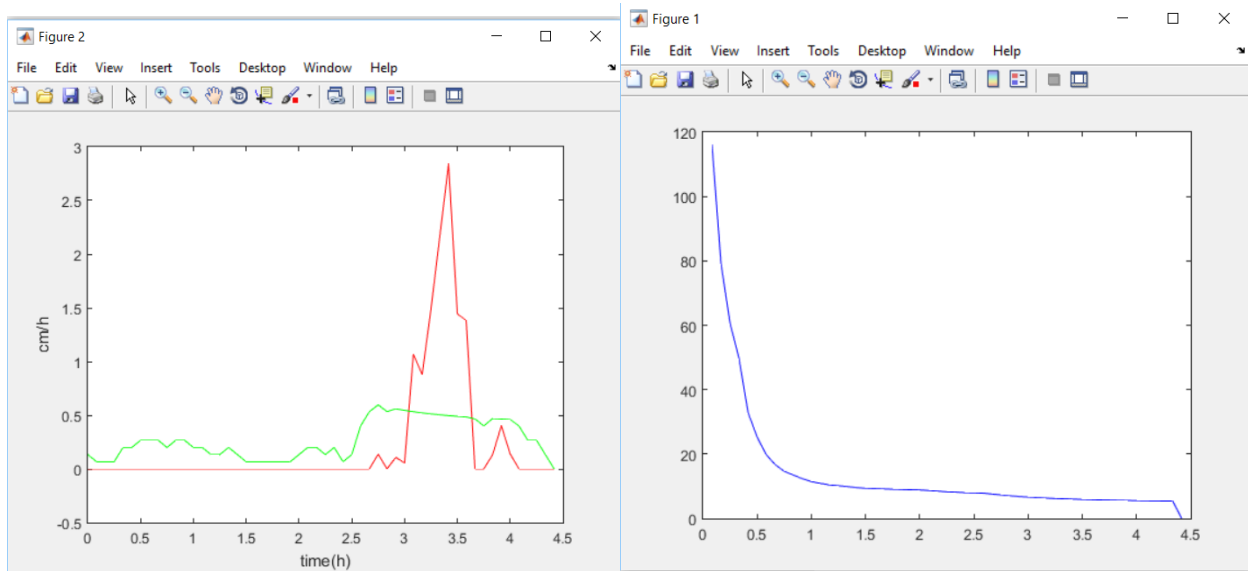 Figure 2
File Edit View Insert Tools Desktop Window Help
3
2.5
2
1.5
1
0.5
0
-0.5
cm/h
0 0.5 1 1.5 2 2.5 3 3.5 4 4.5
time(h)
Figure 1
File Edit View Insert Tools Desktop Window Help
120
100
80
60
40
20
0
0 0.5 1 1.5 2 2.5 3 3.5 4 4.5